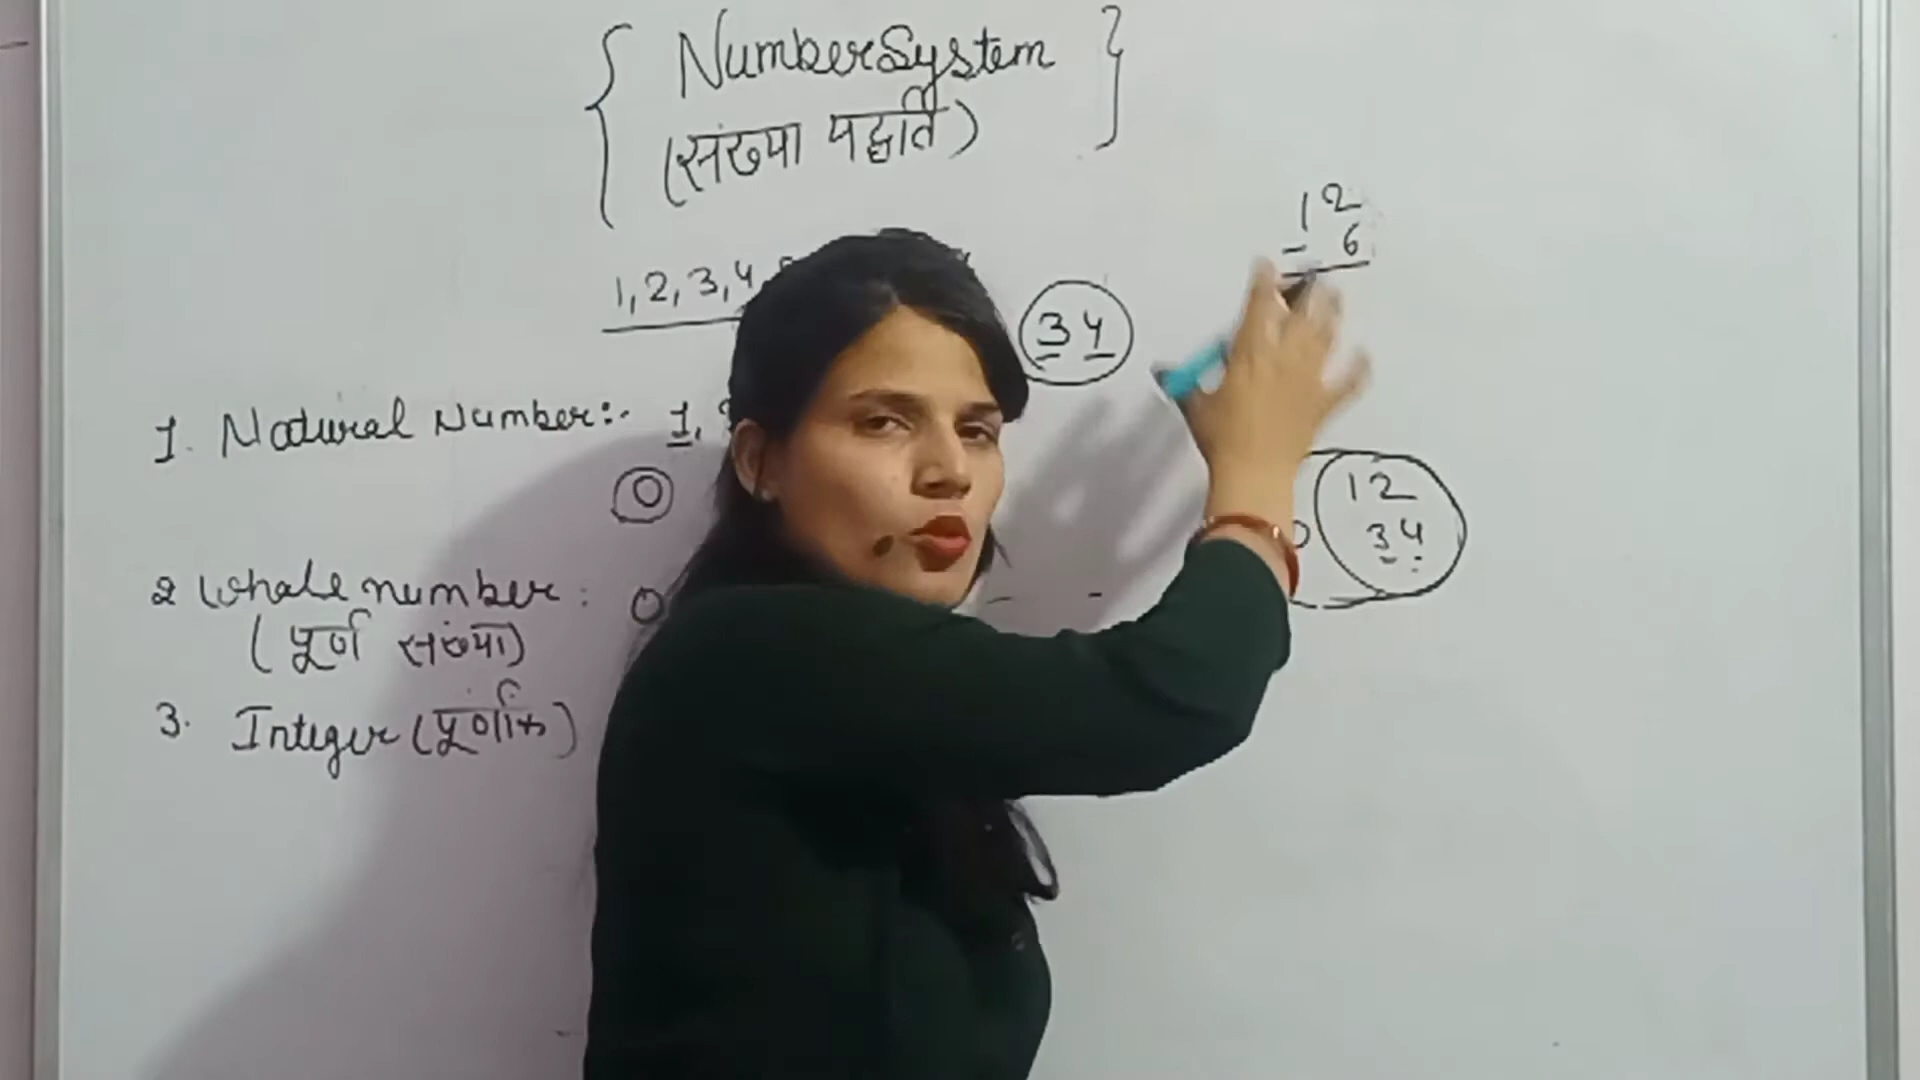 { Number System }
(संख्या पद्धति)
12
- 6
1, 2, 3, 4
34
1. Natural Number:- 1,
0
12
34
2 Whole number : 0
(पूर्ण संख्या)
3. Integer (पूर्णांक)